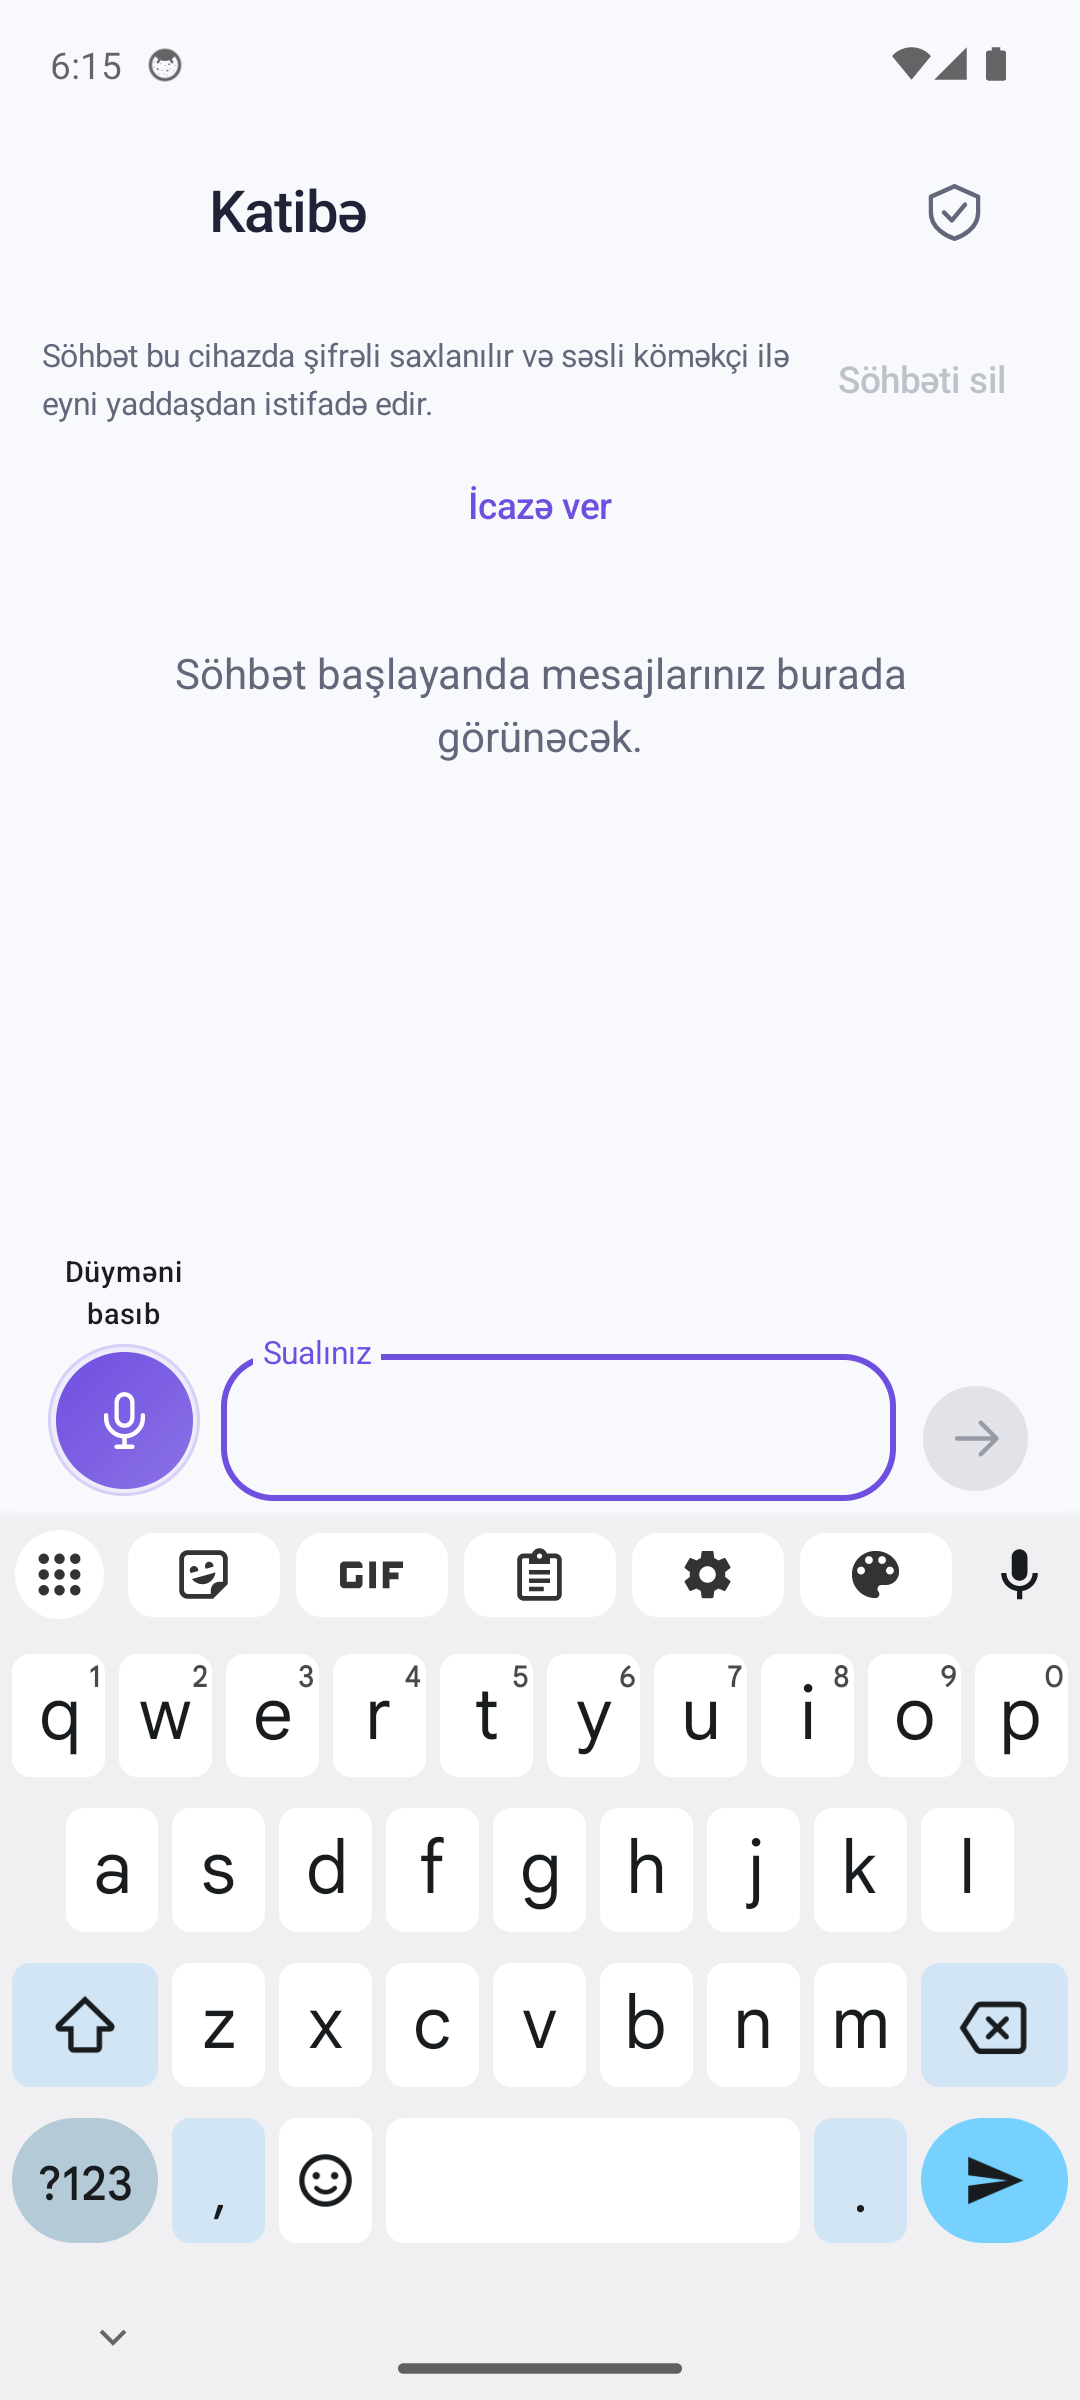 6:15
Katibə
Söhbət bu cihazda şifrəli saxlanılır və səsli köməkçi ilə
eyni yaddaşdan istifadə edir.
Söhbəti sil
İcazə ver
Söhbət başlayanda mesajlarınız burada
görünəcək.
Düyməni
basıb
Sualınız
GIF
q 1 w 2 e 3 r 4 t 5 y 6 u 7 i 8 o 9 p 0
a s d f g h j k l
z x c v b n m
?123 , .